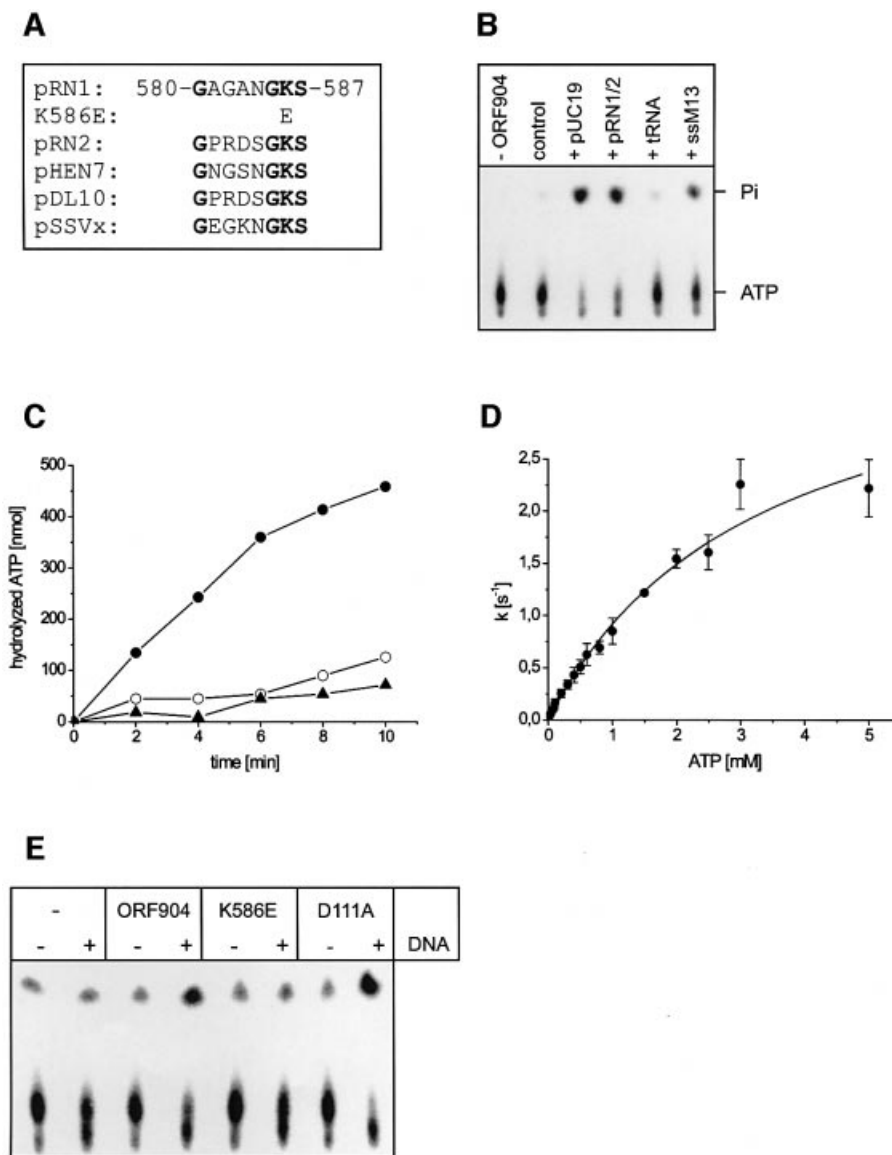 A
pRN1: 580-GAGANGKS-587
K586E: E
pRN2: GPRDSGKS
pHEN7: GNGSNGKS
pDL10: GPRDSGKS
pSSVx: GEGKNGKS
B
- ORF904
control
+ pUC19
+ pRN1/2
+ tRNA
+ ssM13
Pi
ATP
C
500
400
300
200
100
0
hydrolyzed ATP [nmol]
0 2 4 6 8 10
time [min]
D
2,5
2,0
1,5
1,0
0,5
0,0
k [s⁻¹]
0 1 2 3 4 5
ATP [mM]
E
- ORF904 K586E D111A
- + - + - + - + DNA